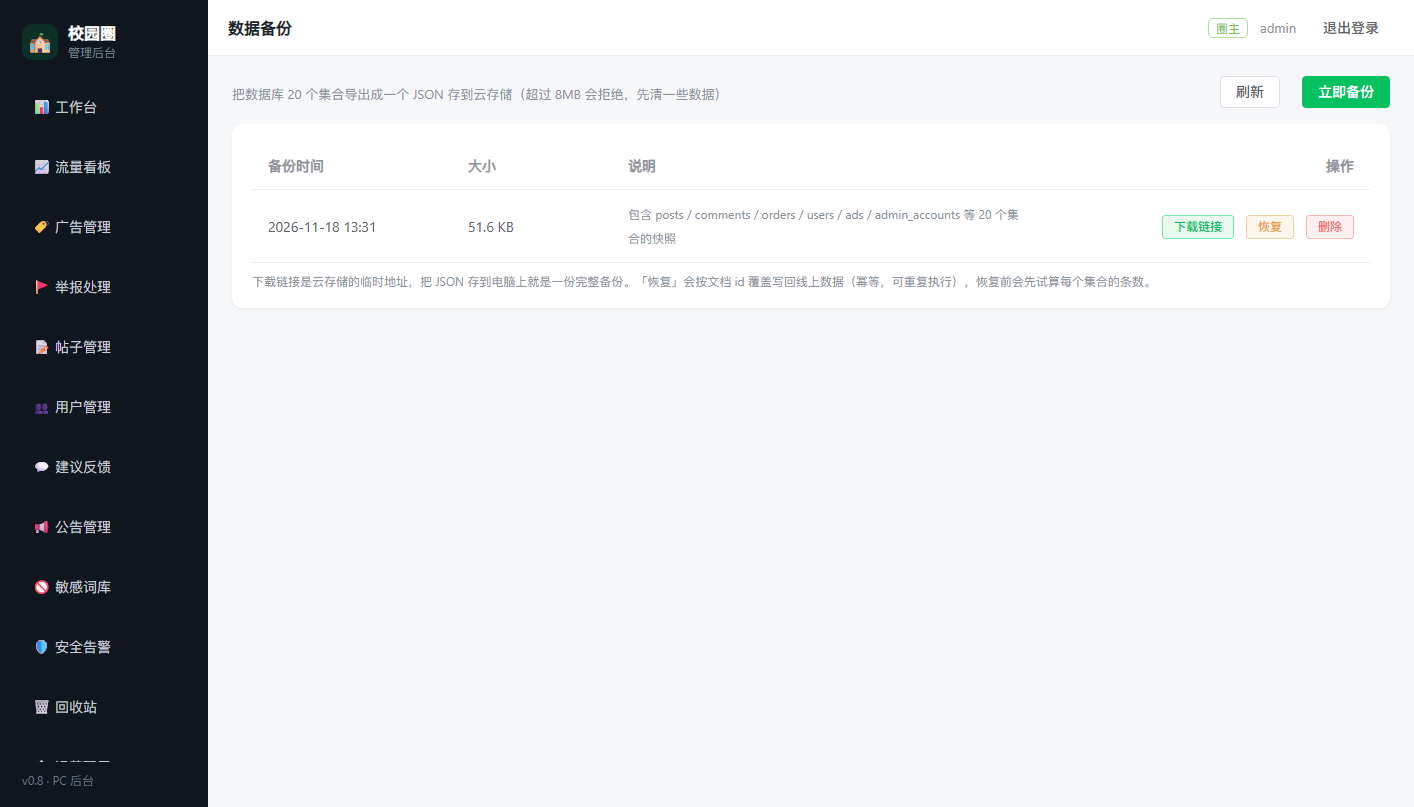 校园圈
管理后台
工作台
流量看板
广告管理
举报处理
帖子管理
用户管理
建议反馈
公告管理
敏感词库
安全告警
回收站
v0.8 · PC 后台
数据备份
圈主 admin 退出登录
把数据库 20 个集合导出成一个 JSON 存到云存储（超过 8MB 会拒绝，先清一些数据）
刷新 立即备份
备份时间 大小 说明 操作
2026-11-18 13:31 51.6 KB 包含 posts / comments / orders / users / ads / admin_accounts 等 20 个集
合的快照
下载链接 恢复 删除
下载链接是云存储的临时地址，把 JSON 存到电脑上就是一份完整备份。「恢复」会按文档 id 覆盖写回线上数据（幂等，可重复执行），恢复前会先试算每个集合的条数。